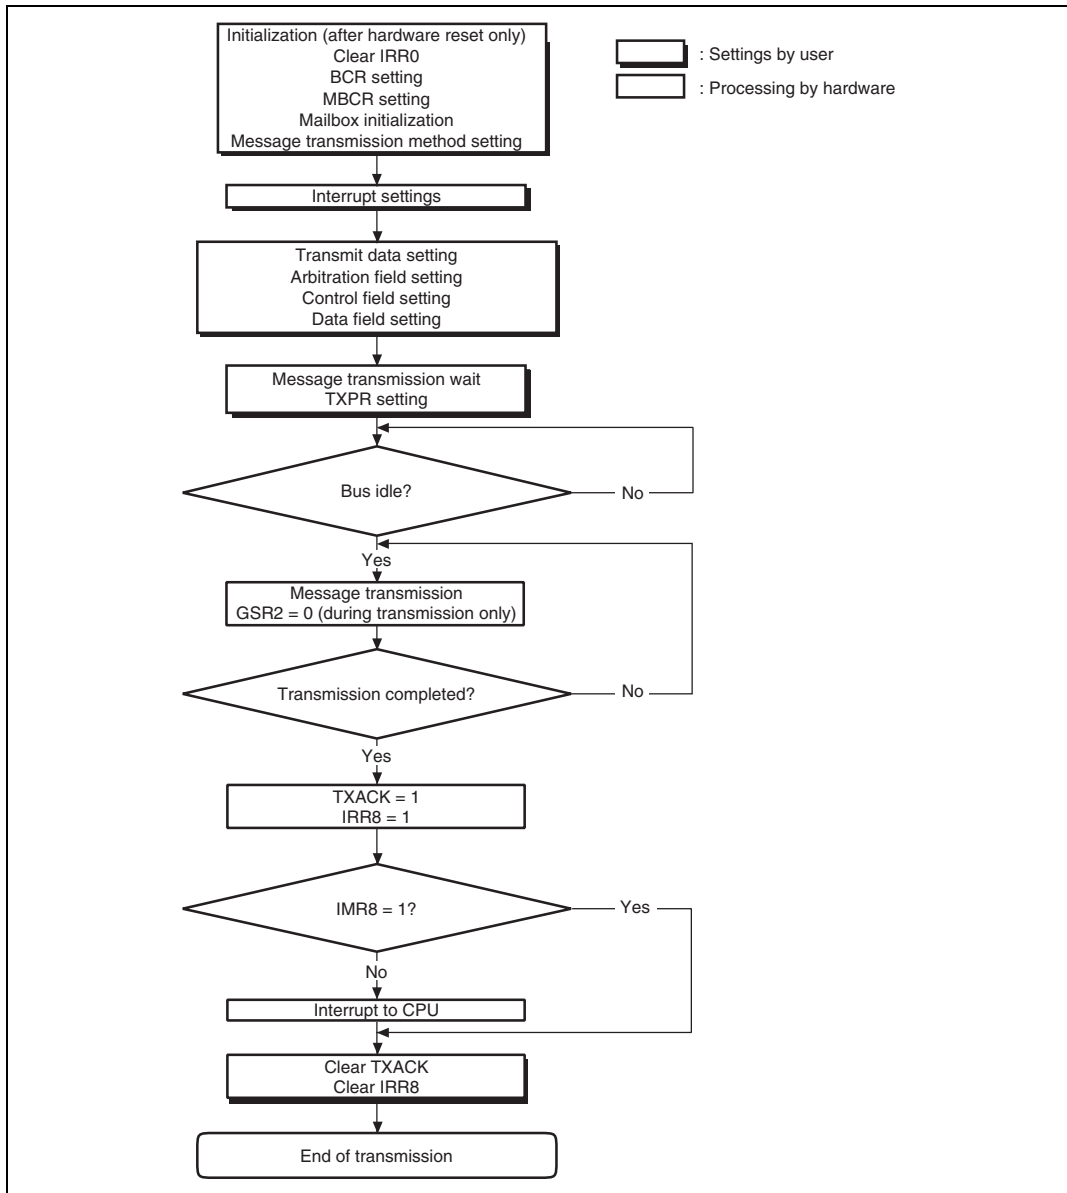 Initialization (after hardware reset only)
Clear IRR0
BCR setting
MBCR setting
Mailbox initialization
Message transmission method setting
: Settings by user
: Processing by hardware
Interrupt settings
Transmit data setting
Arbitration field setting
Control field setting
Data field setting
Message transmission wait
TXPR setting
Bus idle?
No
Yes
Message transmission
GSR2 = 0 (during transmission only)
Transmission completed?
No
Yes
TXACK = 1
IRR8 = 1
IMR8 = 1?
Yes
No
Interrupt to CPU
Clear TXACK
Clear IRR8
End of transmission